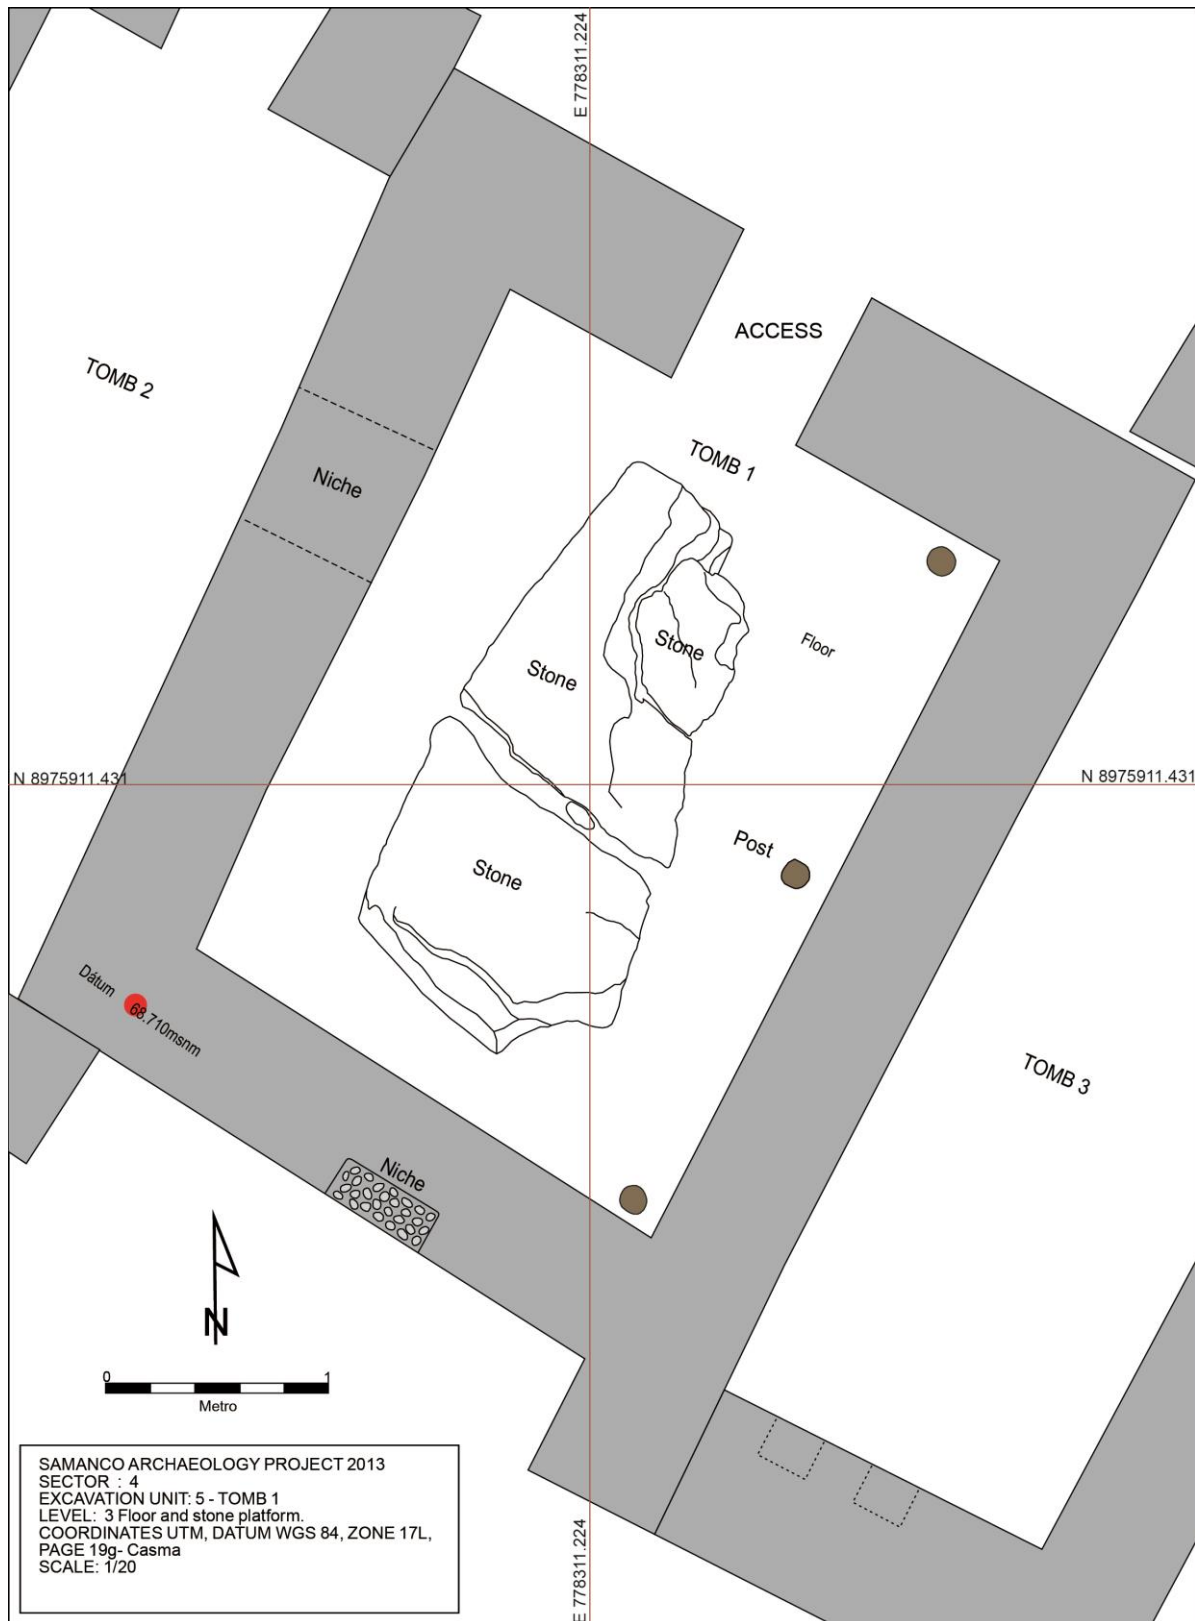 E 778311.224
ACCESS
TOMB 2
TOMB 1
Niche
Floor
Stone
Stone
N 8975911.431
N 8975911.431
Post
Stone
Dátum
68.710msnm
TOMB 3
Niche
N
0 1
Metro
SAMANCO ARCHAEOLOGY PROJECT 2013
SECTOR : 4
EXCAVATION UNIT: 5 - TOMB 1
LEVEL: 3 Floor and stone platform.
COORDINATES UTM, DATUM WGS 84, ZONE 17L,
PAGE 19g- Casma
SCALE: 1/20
E 778311.224